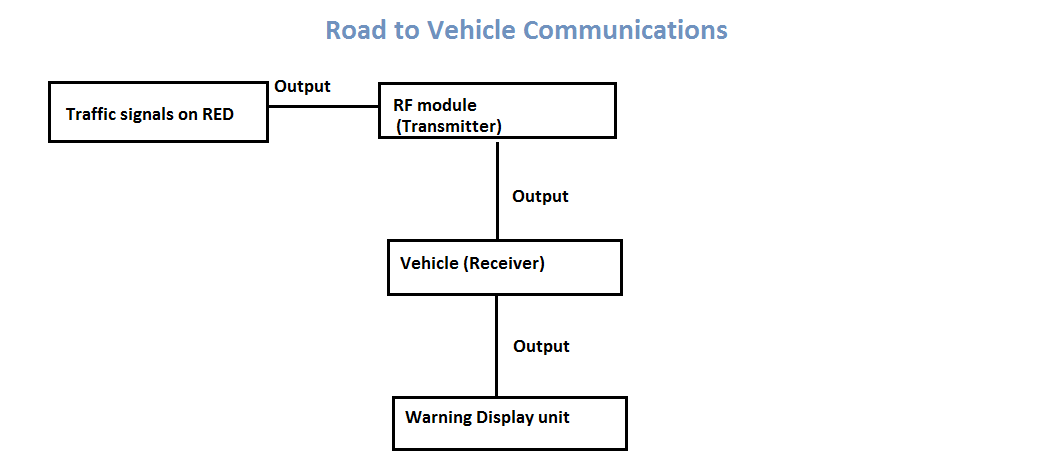 Road to Vehicle Communications
Output
Traffic signals on RED
RF module
(Transmitter)
Output
Vehicle (Receiver)
Output
Warning Display unit